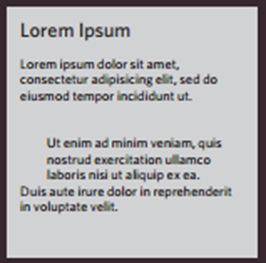 Lorem Ipsum
Lorem ipsum dolor sit amet,
consectetur adipisicing elit, sed do
eiusmod tempor incididunt ut.
Ut enim ad minim veniam, quis
nostrud exercitation ullamco
laboris nisi ut aliquip ex ea.
Duis aute irure dolor in reprehenderit
in voluptate velit.